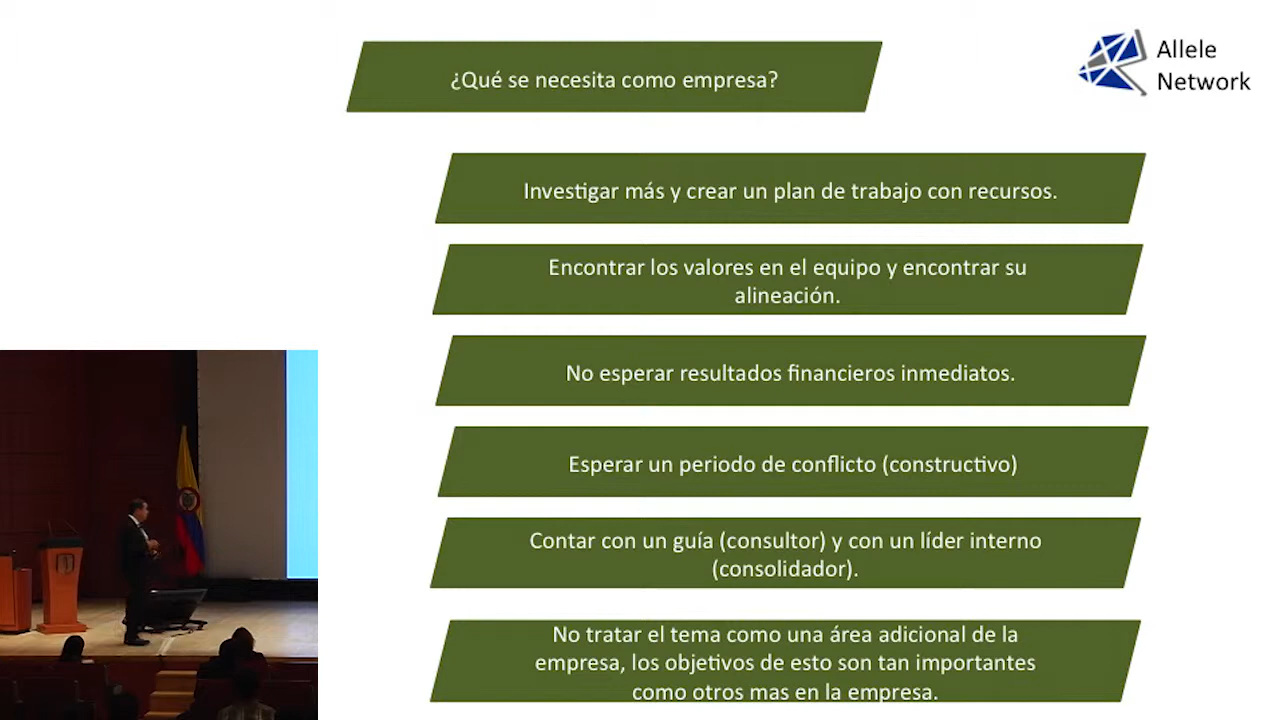 ¿Qué se necesita como empresa?
Allele
Network
Investigar más y crear un plan de trabajo con recursos.
Encontrar los valores en el equipo y encontrar su
alineación.
No esperar resultados financieros inmediatos.
Esperar un periodo de conflicto (constructivo)
Contar con un guía (consultor) y con un líder interno
(consolidador).
No tratar el tema como una área adicional de la
empresa, los objetivos de esto son tan importantes
como otros mas en la empresa.